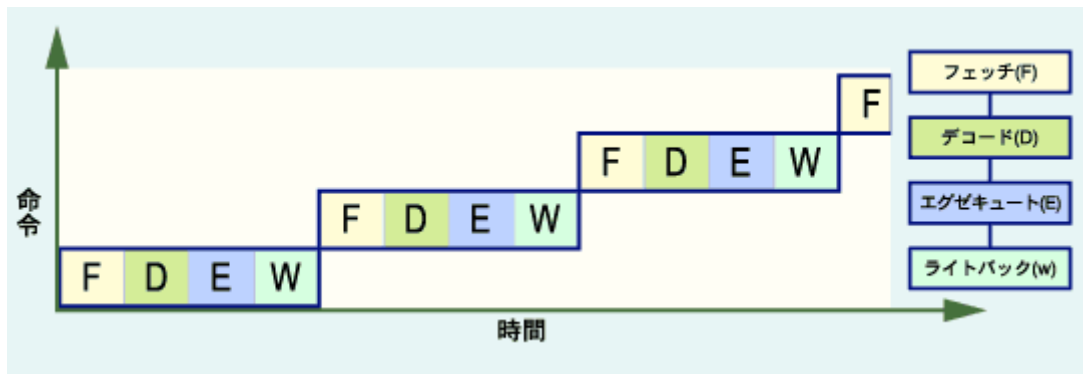 F
F D E W
F D E W
F D E W
命令
時間
フェッチ(F)
デコード(D)
エグゼキュート(E)
ライトバック(w)